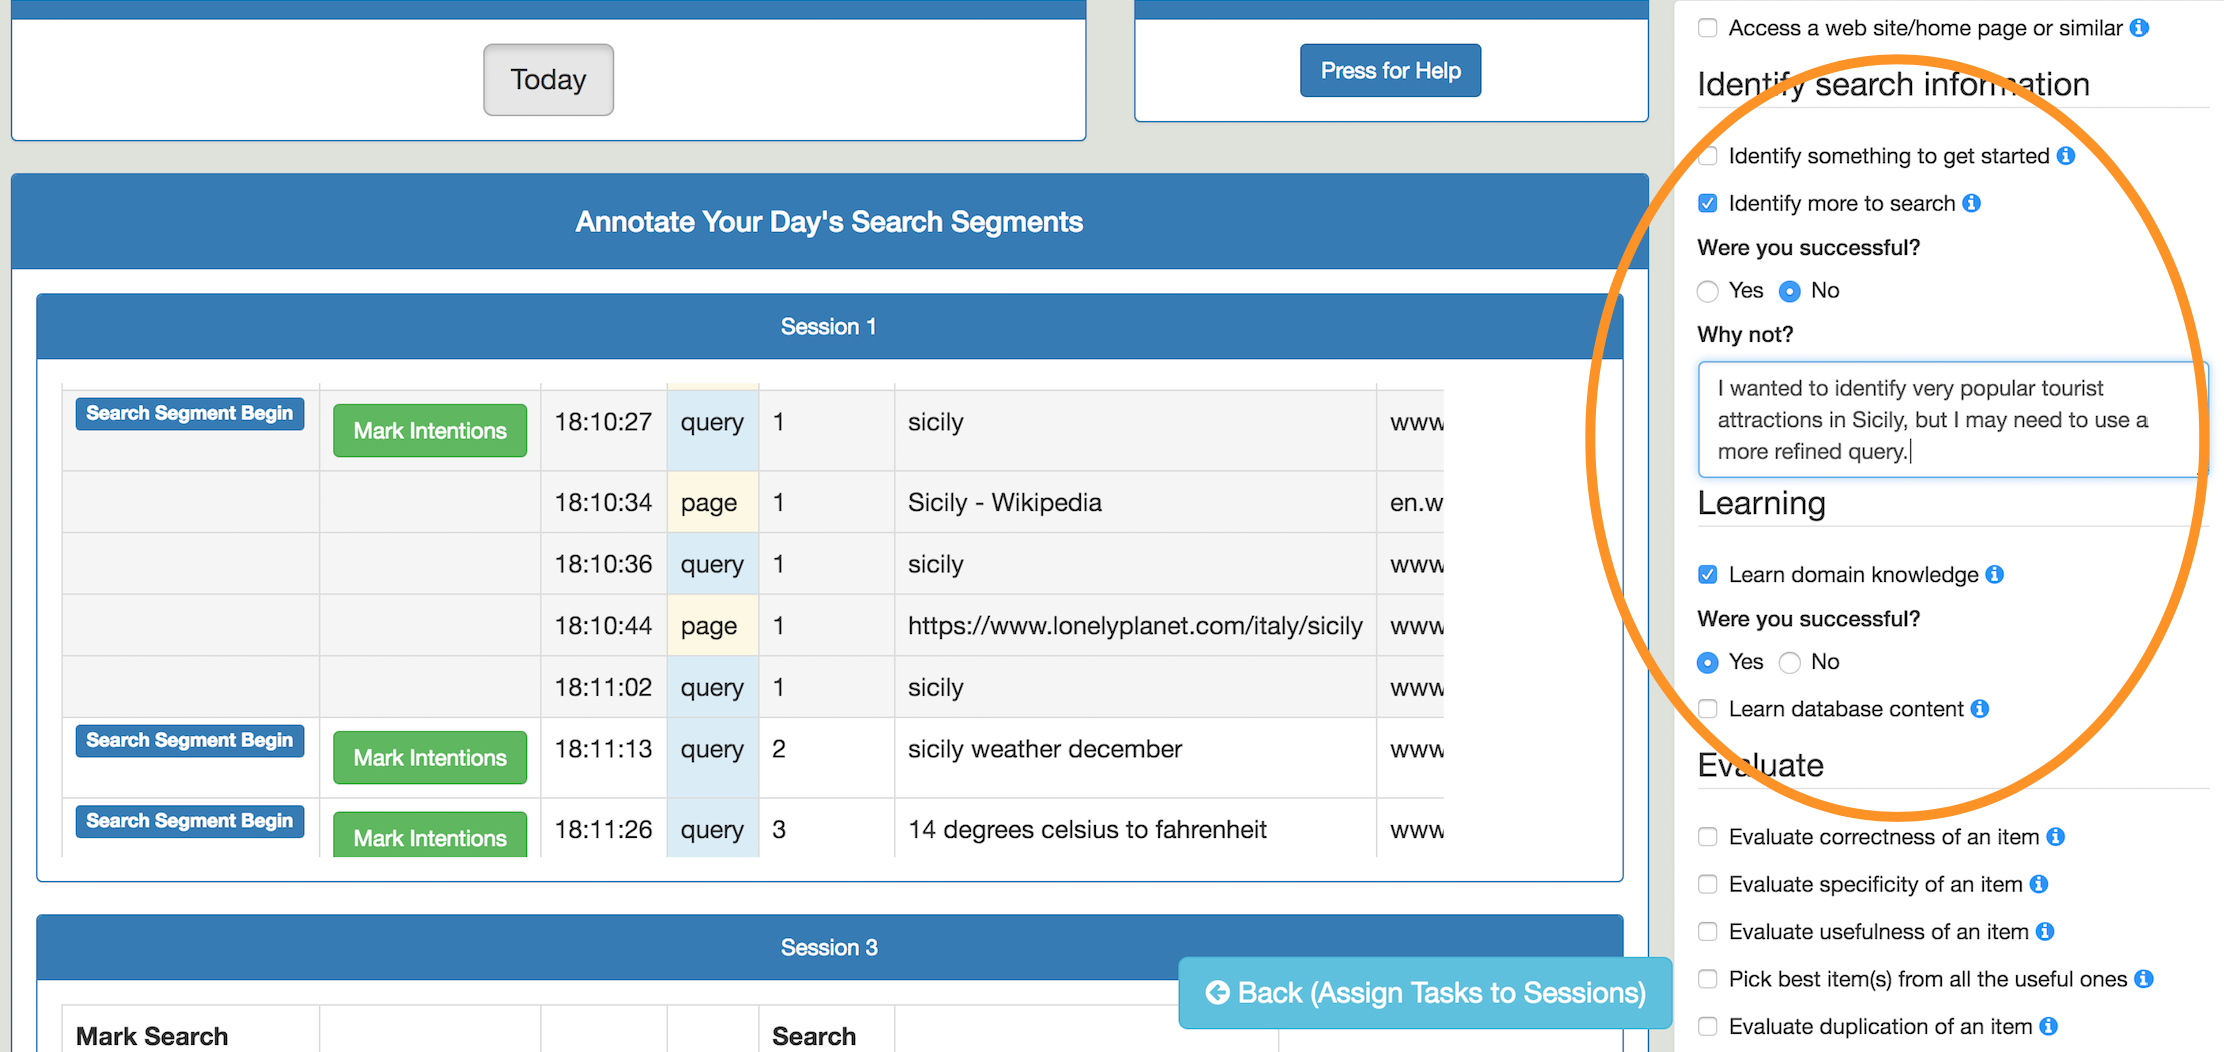 Today
Press for Help
Annotate Your Day's Search Segments
Session 1
Search Segment Begin Mark Intentions 18:10:27 query 1 sicily www
18:10:34 page 1 Sicily - Wikipedia en.w
18:10:36 query 1 sicily www
18:10:44 page 1 https://www.lonelyplanet.com/italy/sicily www
18:11:02 query 1 sicily www
Search Segment Begin Mark Intentions 18:11:13 query 2 sicily weather december www
Search Segment Begin Mark Intentions 18:11:26 query 3 14 degrees celsius to fahrenheit www
Session 3
Back (Assign Tasks to Sessions)
Mark Search Search
Access a web site/home page or similar
Identify search information
Identify something to get started
Identify more to search
Were you successful?
Yes No
Why not?
I wanted to identify very popular tourist
attractions in Sicily, but I may need to use a
more refined query.
Learning
Learn domain knowledge
Were you successful?
Yes No
Learn database content
Evaluate
Evaluate correctness of an item
Evaluate specificity of an item
Evaluate usefulness of an item
Pick best item(s) from all the useful ones
Evaluate duplication of an item